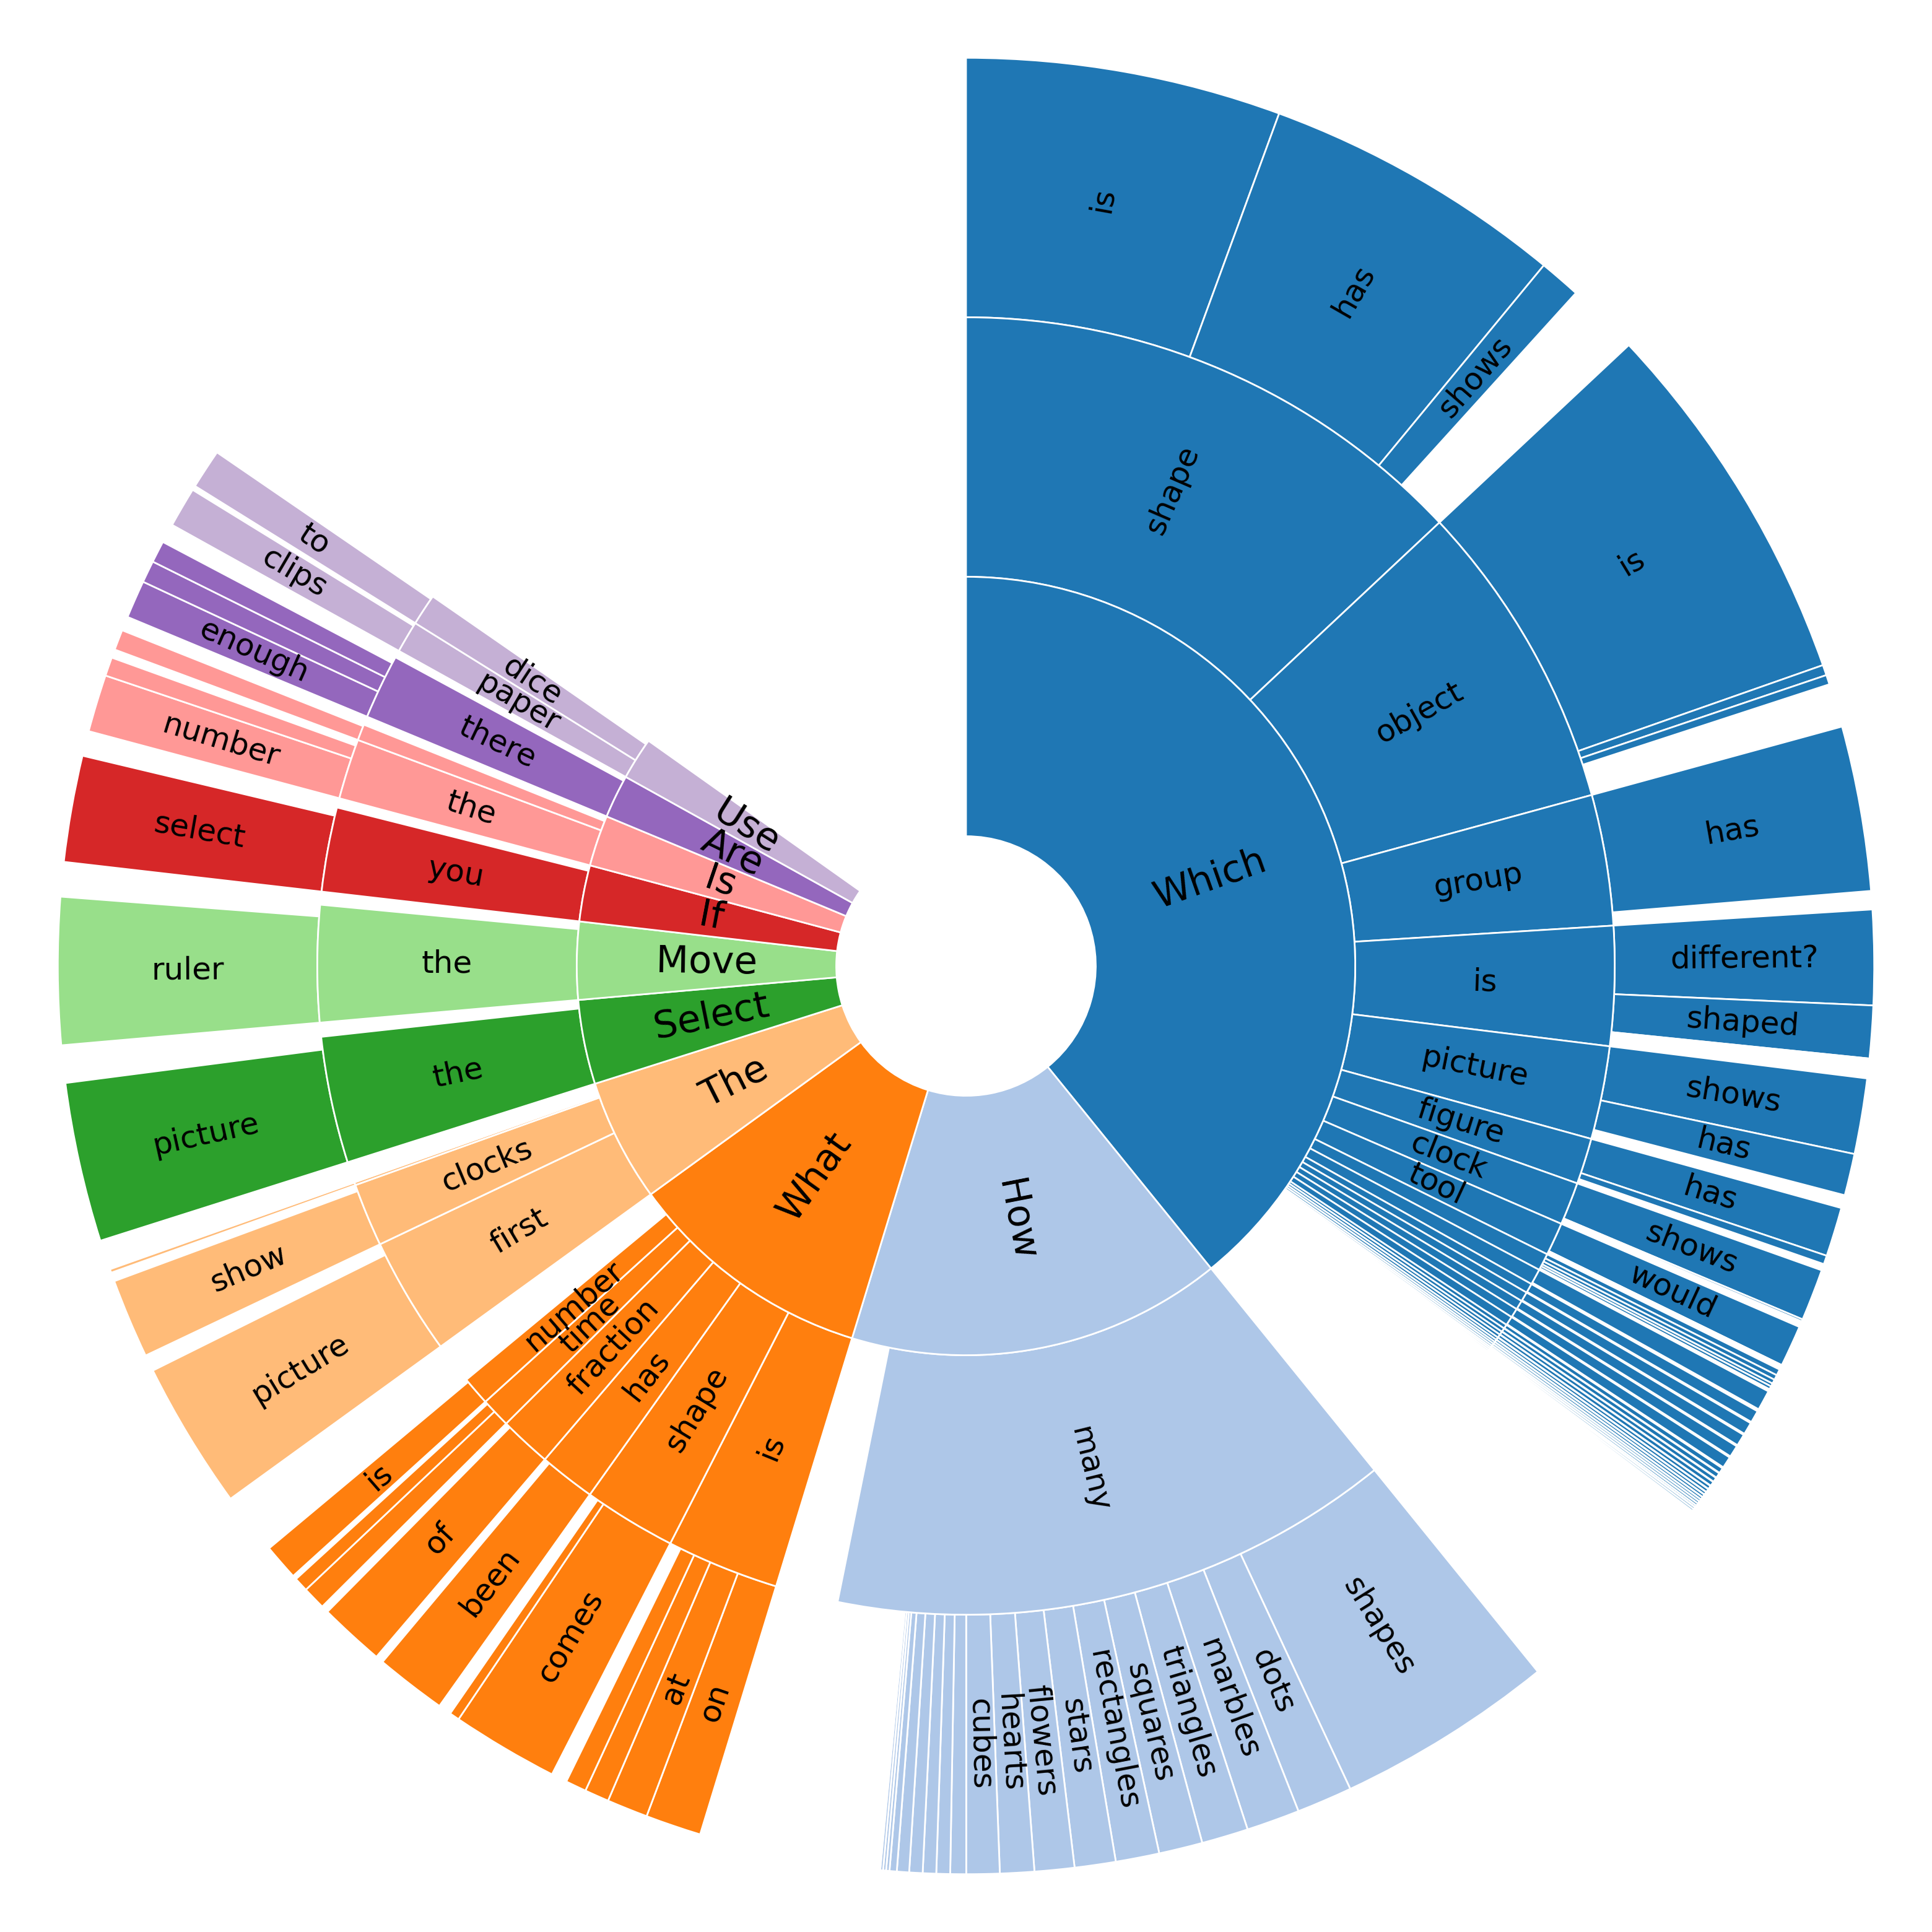 Which
shape
is
has
shows
object
is
group
has
is
different?
shaped
picture
shows
has
figure
has
clock
shows
tool
would
How
many
shapes
dots
marbles
triangles
squares
rectangles
stars
flowers
hearts
cubes
What
is
on
at
shape
comes
has
been
fraction
of
time
number
is
The
first
picture
clocks
show
Select
the
picture
Move
the
ruler
If
you
select
Is
the
number
Are
there
enough
Use
paper
clips
dice
to